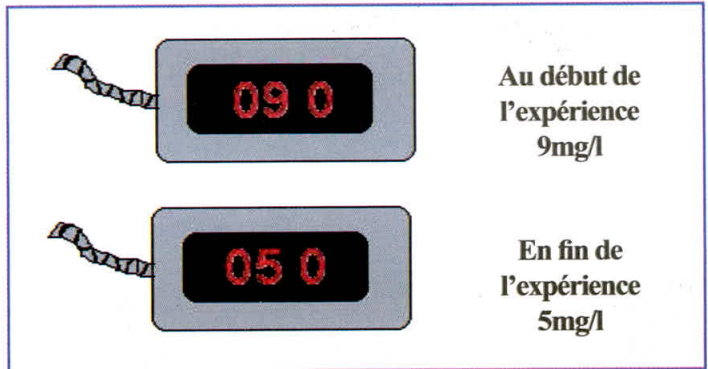 09 0
Au début de
l'expérience
9mg/l
05 0
En fin de
l'expérience
5mg/l